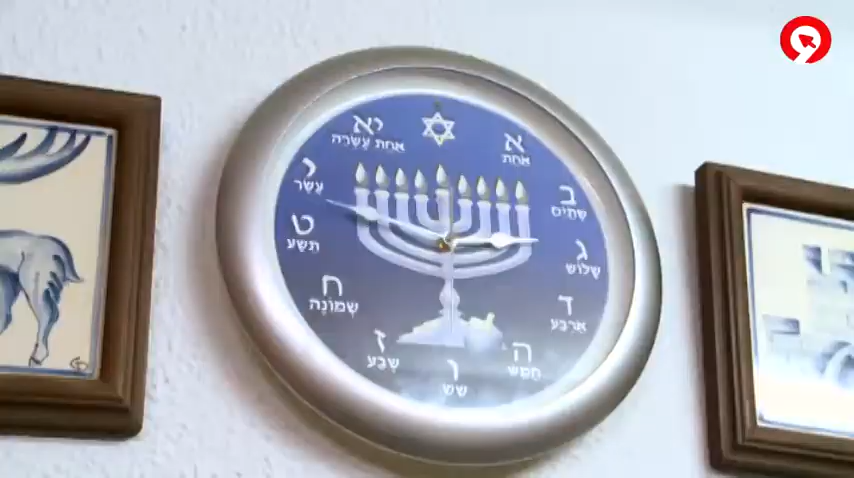 א
אחת
ב
שתים
ג
שלוש
ד
ארבע
ה
חמש
ו
שש
ז
שבע
ח
שמונה
ט
תשע
י
עשר
יא
אחת עשרה